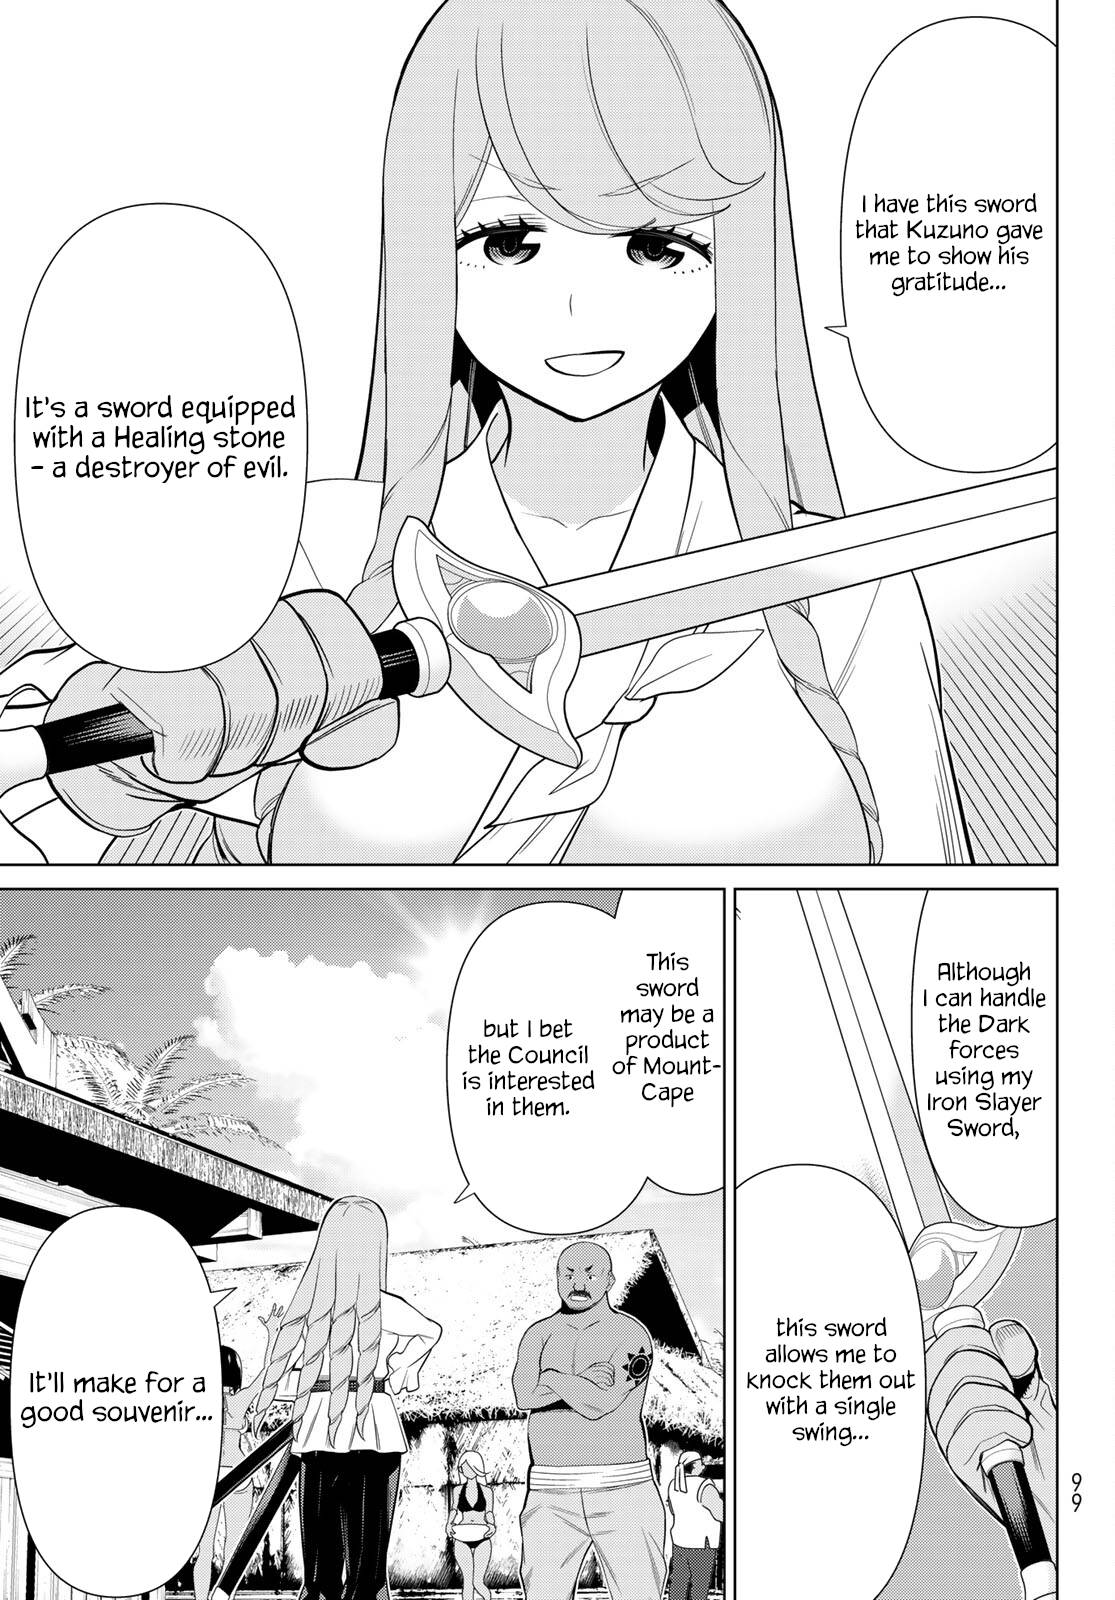 I have this sword
that Kuzuno gave
me to show his
gratitude...
It's a sword equipped
with a Healing stone
- a destroyer of evil.
Although
I can handle
the Dark
forces
using my
Iron Slayer
Sword,
this sword
allows me to
knock them out
with a single
swing...
This
sword
may be a
product
of Mount-
Cape
but I bet
the Council
is interested
in them.
It'll make for a
good souvenir...
99